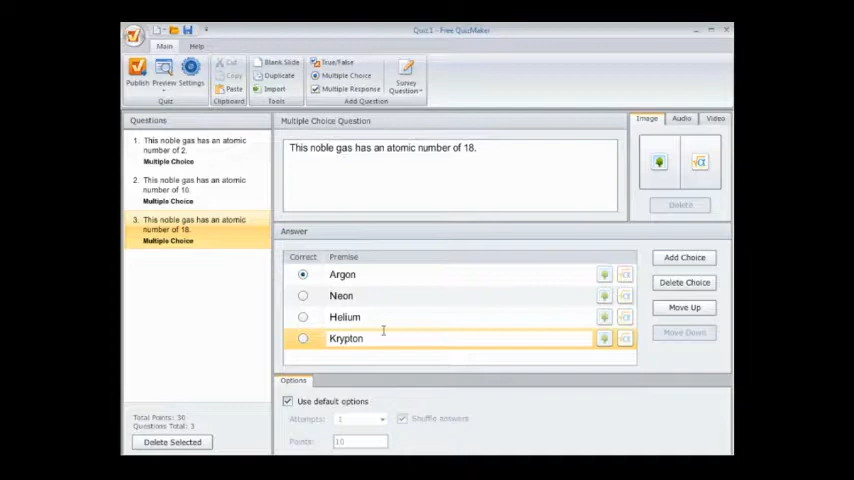 Quiz1 - Free QuizMaker
Main Help
Publish Preview Settings
Quiz
Cut
Copy
Paste
Clipboard
Blank Slide
Duplicate
Import
Tools
True/False
Multiple Choice
Multiple Response
Survey
Question
Add Question
Questions
1. This noble gas has an atomic
number of 2.
Multiple Choice
2. This noble gas has an atomic
number of 10.
Multiple Choice
3. This noble gas has an atomic
number of 18.
Multiple Choice
Total Points: 30
Questions Total: 3
Delete Selected
Multiple Choice Question
This noble gas has an atomic number of 18.
Image Audio Video
Delete
Answer
Correct Premise
Argon
Neon
Helium
Krypton
Add Choice
Delete Choice
Move Up
Move Down
Options
Use default options
Attempts: 1
Shuffle answers
Points: 10